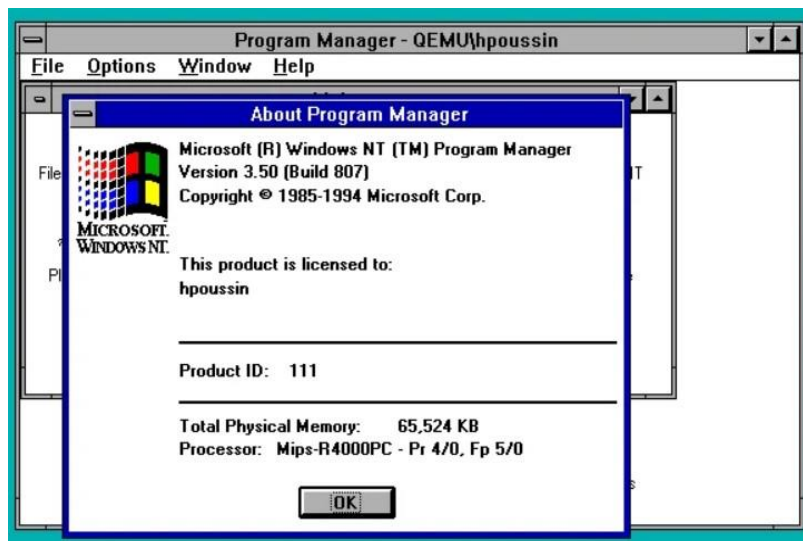 Program Manager - QEMU\hpoussin
File Options Window Help
About Program Manager
Microsoft (R) Windows NT (TM) Program Manager
Version 3.50 (Build 807)
Copyright © 1985-1994 Microsoft Corp.
MICROSOFT.
WINDOWS NT.
This product is licensed to:
hpoussin
Product ID: 111
Total Physical Memory: 65,524 KB
Processor: Mips-R4000PC - Pr 4/0, Fp 5/0
OK
File